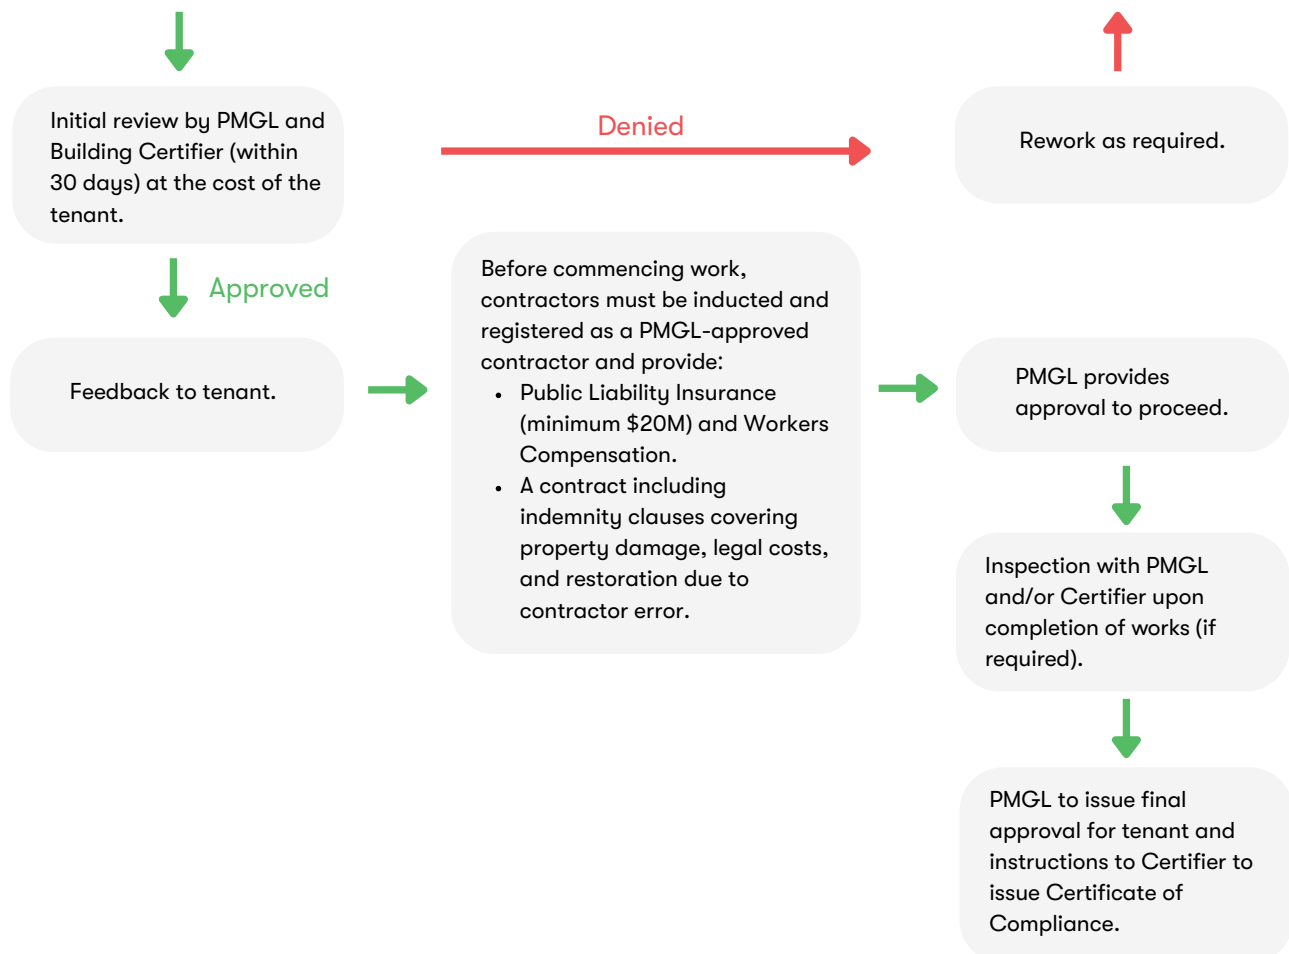 Initial review by PMGL and
Building Certifier (within
30 days) at the cost of the
tenant.
Denied
Rework as required.
Approved
Feedback to tenant.
Before commencing work,
contractors must be inducted and
registered as a PMGL-approved
contractor and provide:
• Public Liability Insurance
(minimum $20M) and Workers
Compensation.
• A contract including
indemnity clauses covering
property damage, legal costs,
and restoration due to
contractor error.
PMGL provides
approval to proceed.
Inspection with PMGL
and/or Certifier upon
completion of works (if
required).
PMGL to issue final
approval for tenant and
instructions to Certifier to
issue Certificate of
Compliance.